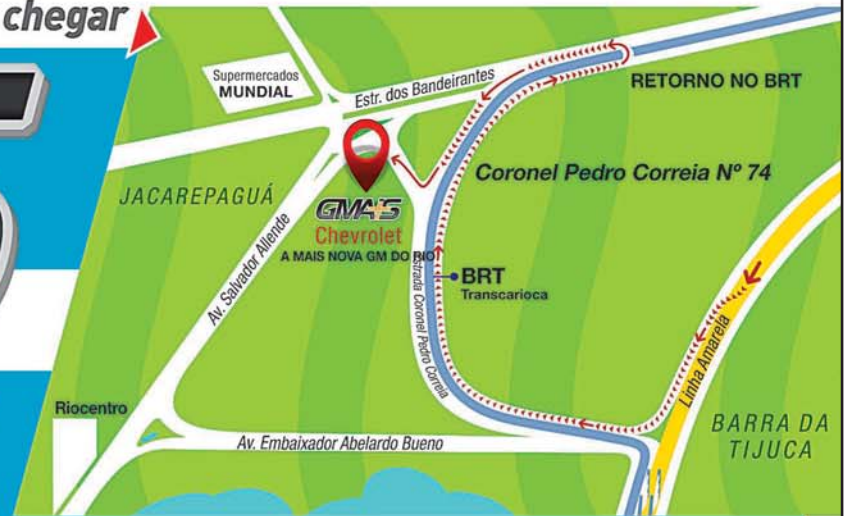 chegar
Supermercados
MUNDIAL
Estr. dos Bandeirantes
RETORNO NO BRT
Coronel Pedro Correia Nº 74
JACAREPAGUÁ
GMA+S
Chevrolet
A MAIS NOVA GM DO RIO
Av. Salvador Allende
Estrada Coronel Pedro Correia
BRT
Transcarioca
Linha Amarela
Riocentro
Av. Embaixador Abelardo Bueno
BARRA DA
TIJUCA